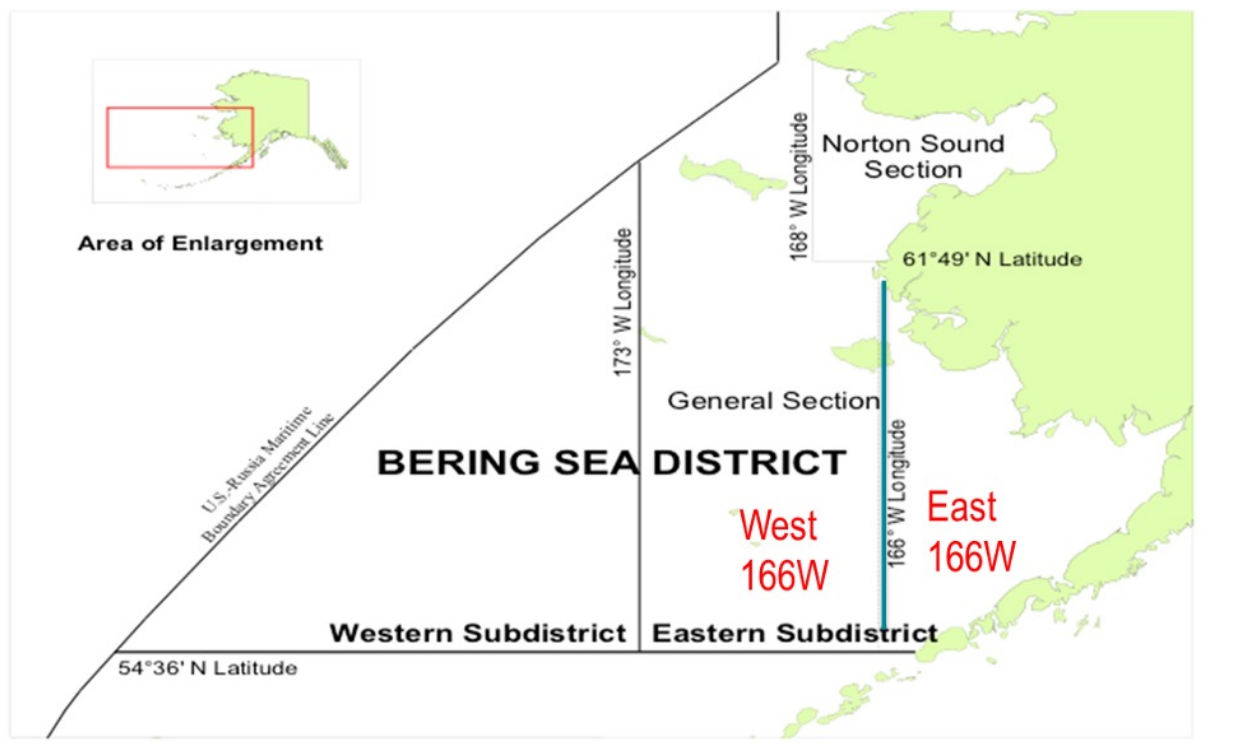 Norton Sound
Section
168° W Longitude
Area of Enlargement
61°49' N Latitude
173° W Longitude
General Section
U.S.-Russia Maritime
Boundary Agreement Line
BERING SEA DISTRICT
166° W Longitude
West
166W
East
166W
Western Subdistrict
Eastern Subdistrict
54°36' N Latitude